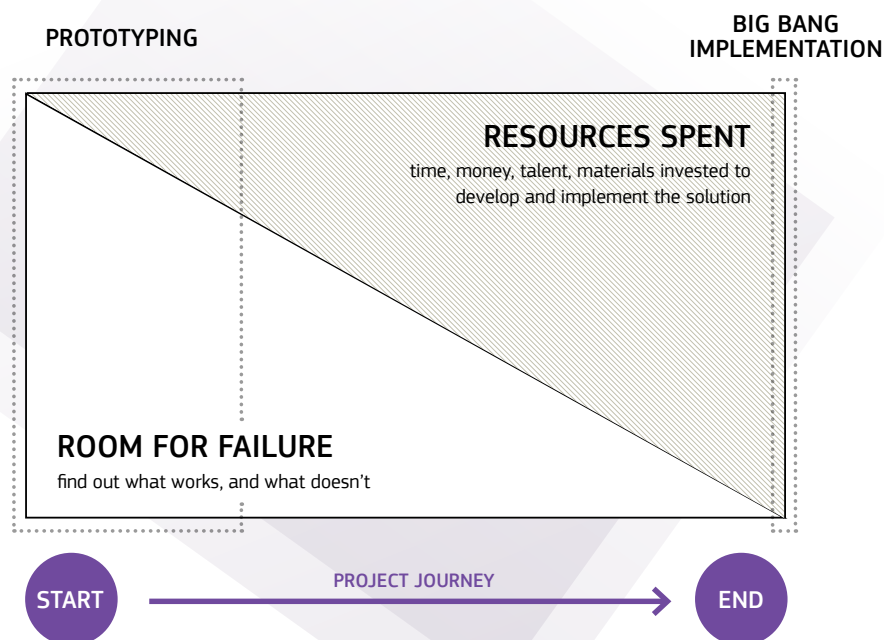 PROTOTYPING
BIG BANG
IMPLEMENTATION
RESOURCES SPENT
time, money, talent, materials invested to
develop and implement the solution
ROOM FOR FAILURE
find out what works, and what doesn’t
START
PROJECT JOURNEY
END